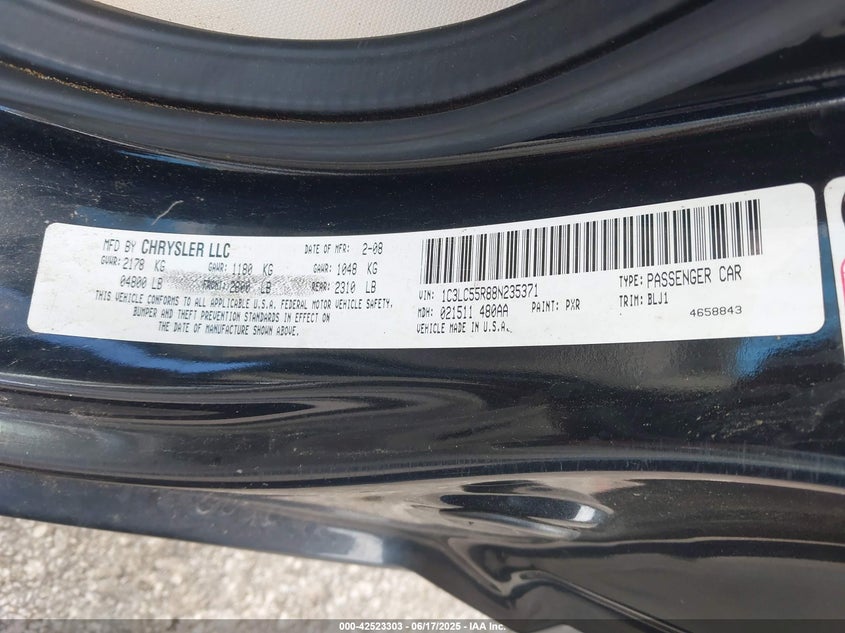 MFD BY CHRYSLER LLC DATE OF MFR: 2-08
GVWR: 2178 KG GAWR: 1180 KG GAWR: 1048 KG
04800 LB FRONT: 2600 LB REAR: 2310 LB
THIS VEHICLE CONFORMS TO ALL APPLICABLE U.S.A. FEDERAL MOTOR VEHICLE SAFETY,
BUMPER AND THEFT PREVENTION STANDARDS IN EFFECT ON
THE DATE OF MANUFACTURE SHOWN ABOVE.
VIN: 1C3LC55R88N235371 TYPE: PASSENGER CAR
MDH: 021511 480AA PAINT: PXR TRIM: BLJ1
VEHICLE MADE IN U.S.A. 4658843
000-42523303 | 06/17/2025 - IAA Inc.